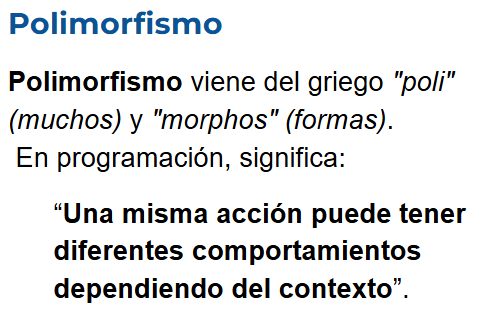 Polimorfismo
Polimorfismo viene del griego "poli"
(muchos) y "morphos" (formas).
En programación, significa:
“Una misma acción puede tener
diferentes comportamientos
dependiendo del contexto”.